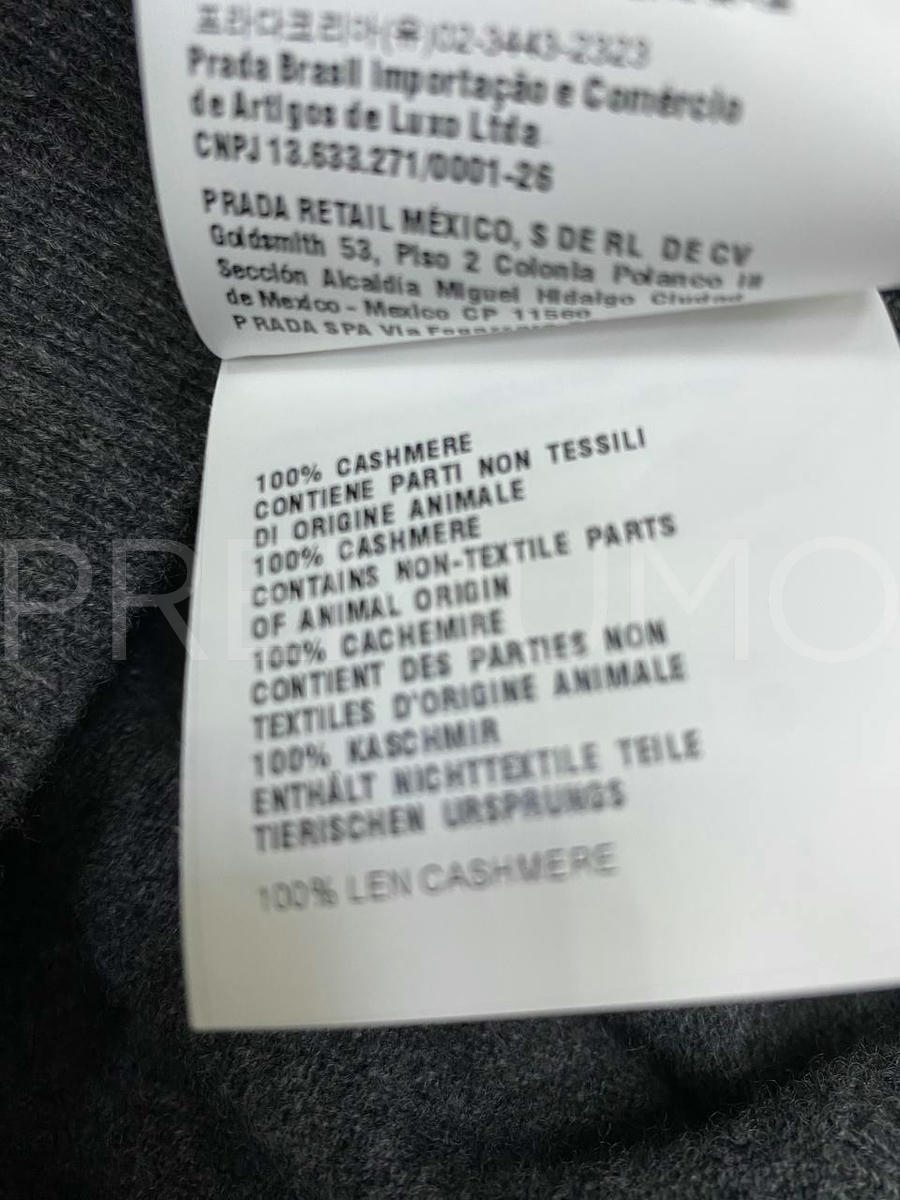 프라다코리아(유)02-3443-2323
Prada Brasil Importação e Comércio
de Artigos de Luxo Ltda
CNPJ 13.633.271/0001-26
PRADA RETAIL MÉXICO, S DE RL DE CV
Goldsmith 53, Piso 2 Colonia Polanco III
Sección Alcaldía Miguel Hidalgo Ciudad
de Mexico - Mexico CP 11560
PRADA SPA Via
100% CASHMERE
CONTIENE PARTI NON TESSILI
DI ORIGINE ANIMALE
100% CASHMERE
CONTAINS NON-TEXTILE PARTS
OF ANIMAL ORIGIN
100% CACHEMIRE
CONTIENT DES PARTIES NON
TEXTILES D'ORIGINE ANIMALE
100% KASCHMIR
ENTHÄLT NICHTTEXTILE TEILE
TIERISCHEN URSPRUNGS
100% LEN CASHMERE